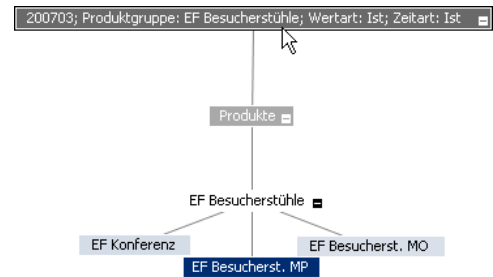 200703; Produktgruppe: EF Besucherstühle; Wertart: Ist; Zeitart: Ist
Produkte
EF Besucherstühle
EF Konferenz
EF Besucherst. MO
EF Besucherst. MP